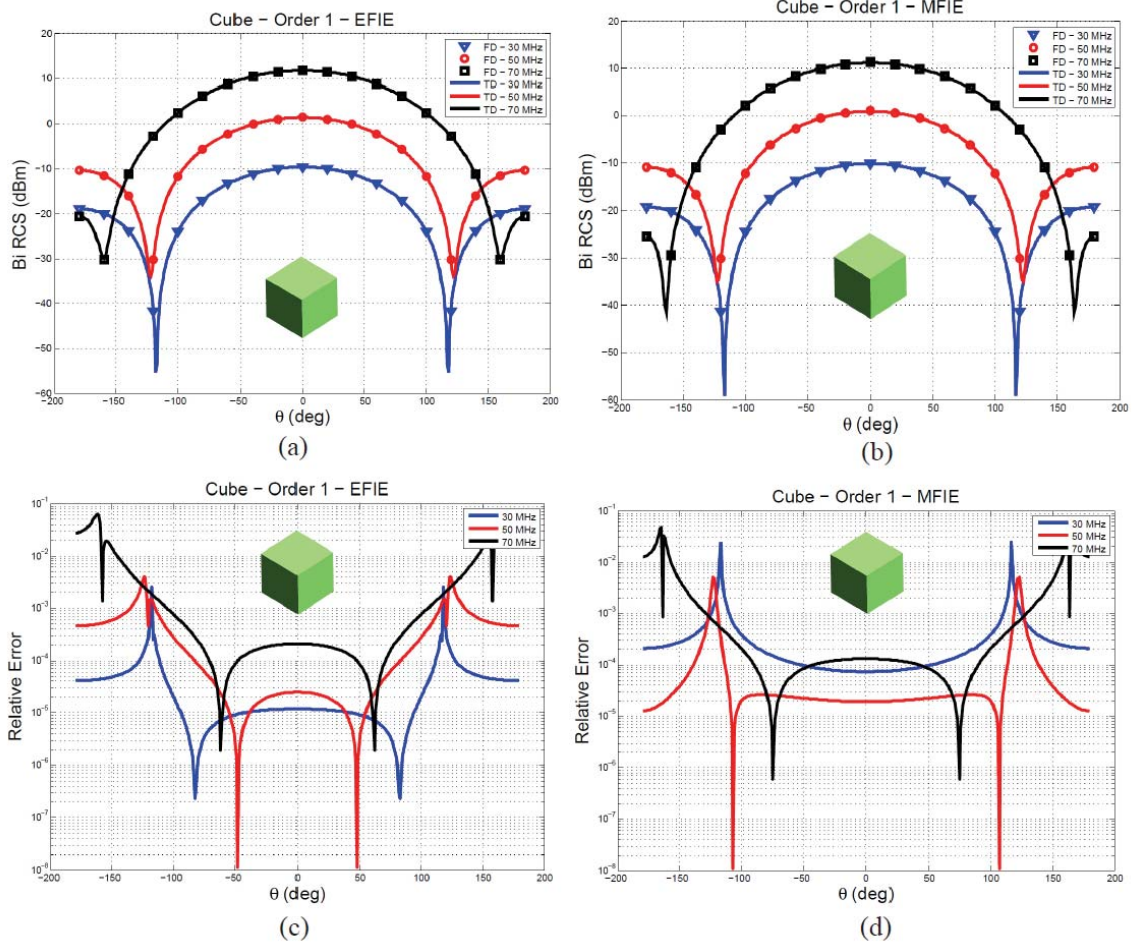 Cube − Order 1 − EFIE
20
10
0
−10
−20
−30
−40
−50
−60
Bi RCS (dBm)
FD − 30 MHz
FD − 50 MHz
FD − 70 MHz
TD − 30 MHz
TD − 50 MHz
TD − 70 MHz
−200 −150 −100 −50 0 50 100 150 200
θ (deg)
(a)
Cube − Order 1 − MFIE
20
10
0
−10
−20
−30
−40
−50
−60
Bi RCS (dBm)
FD − 30 MHz
FD − 50 MHz
FD − 70 MHz
TD − 30 MHz
TD − 50 MHz
TD − 70 MHz
−200 −150 −100 −50 0 50 100 150 200
θ (deg)
(b)
Cube − Order 1 − EFIE
10⁻¹
10⁻²
10⁻³
10⁻⁴
10⁻⁵
10⁻⁶
10⁻⁷
10⁻⁸
Relative Error
30 MHz
50 MHz
70 MHz
−200 −150 −100 −50 0 50 100 150 200
θ (deg)
(c)
Cube − Order 1 − MFIE
10⁻¹
10⁻²
10⁻³
10⁻⁴
10⁻⁵
10⁻⁶
10⁻⁷
10⁻⁸
Relative Error
30 MHz
50 MHz
70 MHz
−200 −150 −100 −50 0 50 100 150 200
θ (deg)
(d)